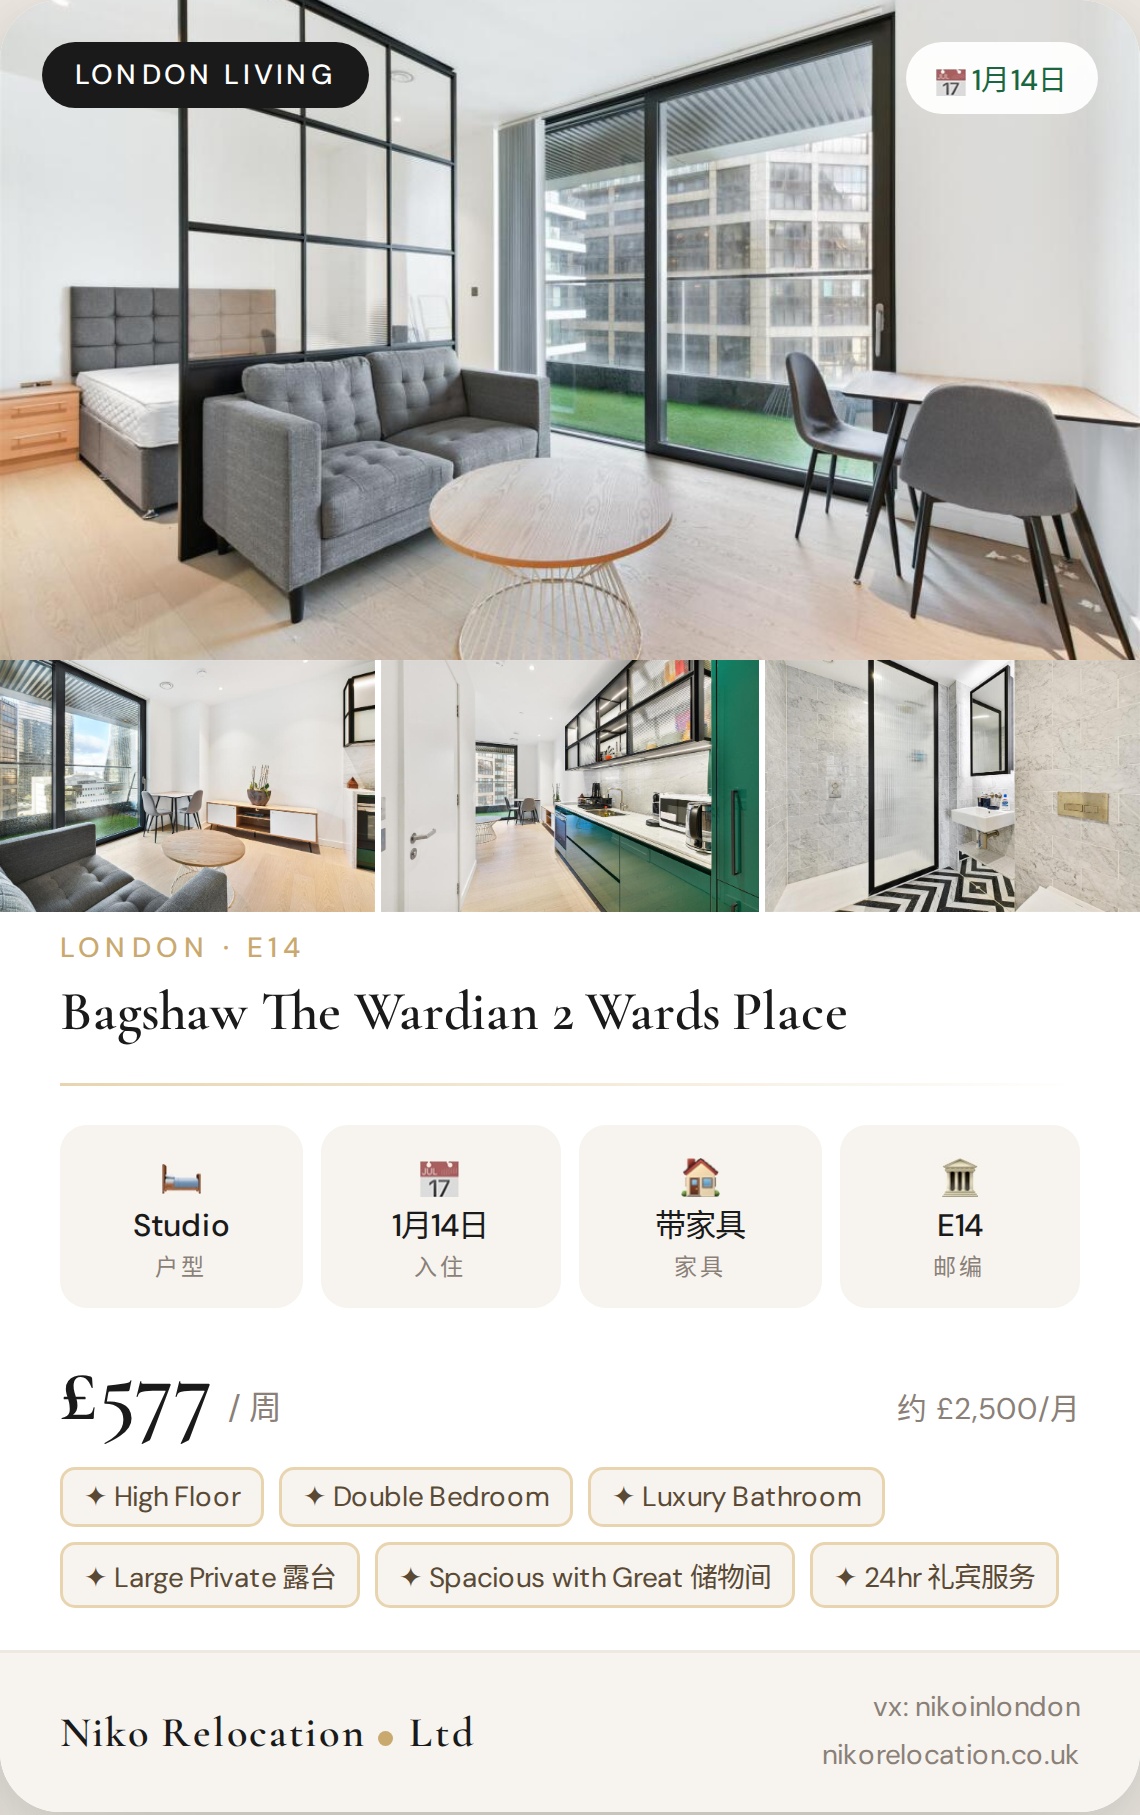 LONDON LIVING
1月14日
LONDON · E14
Bagshaw The Wardian 2 Wards Place
Studio
户型
JUL
17
1月14日
入住
带家具
家具
E14
邮编
£577 / 周
约 £2,500/月
✦ High Floor
✦ Double Bedroom
✦ Luxury Bathroom
✦ Large Private 露台
✦ Spacious with Great 储物间
✦ 24hr 礼宾服务
Niko Relocation • Ltd
vx: nikoinlondon
nikorelocation.co.uk